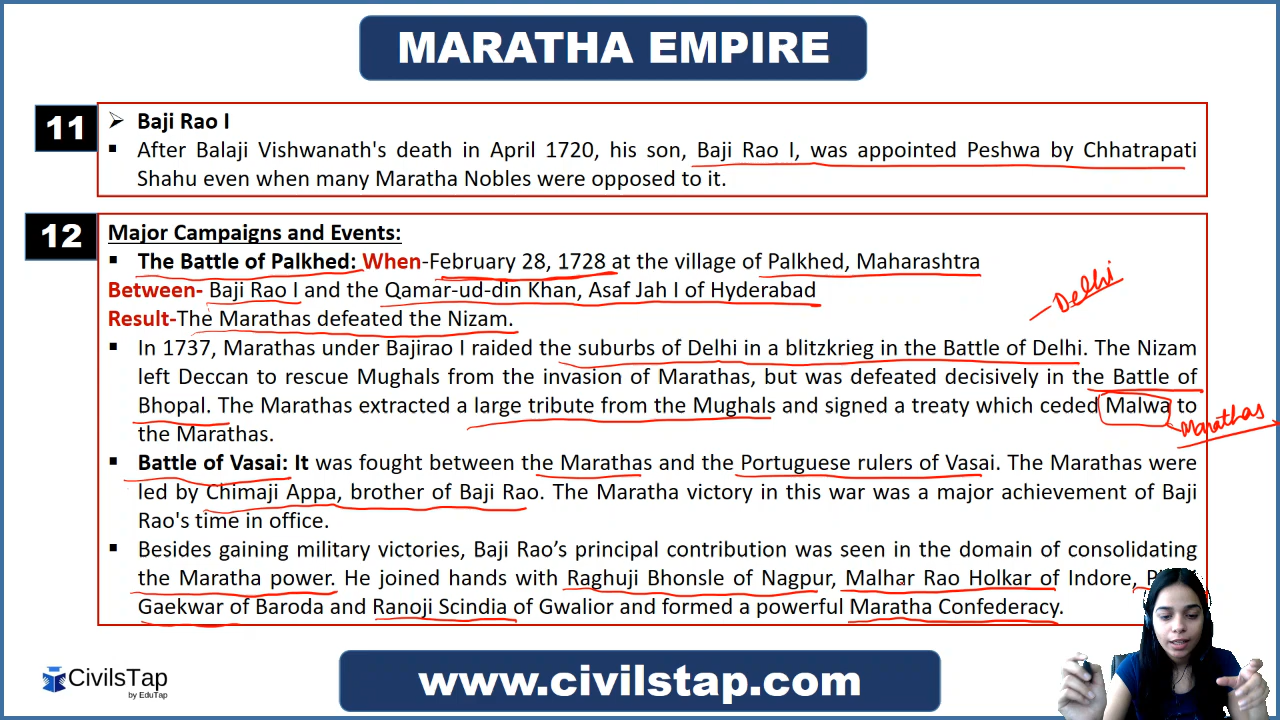 MARATHA EMPIRE
11
➢ Baji Rao I
▪ After Balaji Vishwanath's death in April 1720, his son, Baji Rao I, was appointed Peshwa by Chhatrapati
Shahu even when many Maratha Nobles were opposed to it.
12
Major Campaigns and Events:
▪ The Battle of Palkhed: When-February 28, 1728 at the village of Palkhed, Maharashtra
Between- Baji Rao I and the Qamar-ud-din Khan, Asaf Jah I of Hyderabad
Delhi
Result-The Marathas defeated the Nizam.
▪ In 1737, Marathas under Bajirao I raided the suburbs of Delhi in a blitzkrieg in the Battle of Delhi. The Nizam
left Deccan to rescue Mughals from the invasion of Marathas, but was defeated decisively in the Battle of
Bhopal. The Marathas extracted a large tribute from the Mughals and signed a treaty which ceded Malwa to
Marathas
the Marathas.
▪ Battle of Vasai: It was fought between the Marathas and the Portuguese rulers of Vasai. The Marathas were
led by Chimaji Appa, brother of Baji Rao. The Maratha victory in this war was a major achievement of Baji
Rao's time in office.
▪ Besides gaining military victories, Baji Rao's principal contribution was seen in the domain of consolidating
the Maratha power. He joined hands with Raghuji Bhonsle of Nagpur, Malhar Rao Holkar of Indore,
Gaekwar of Baroda and Ranoji Scindia of Gwalior and formed a powerful Maratha Confederacy.
CivilsTap
by EduTap
www.civilstap.com